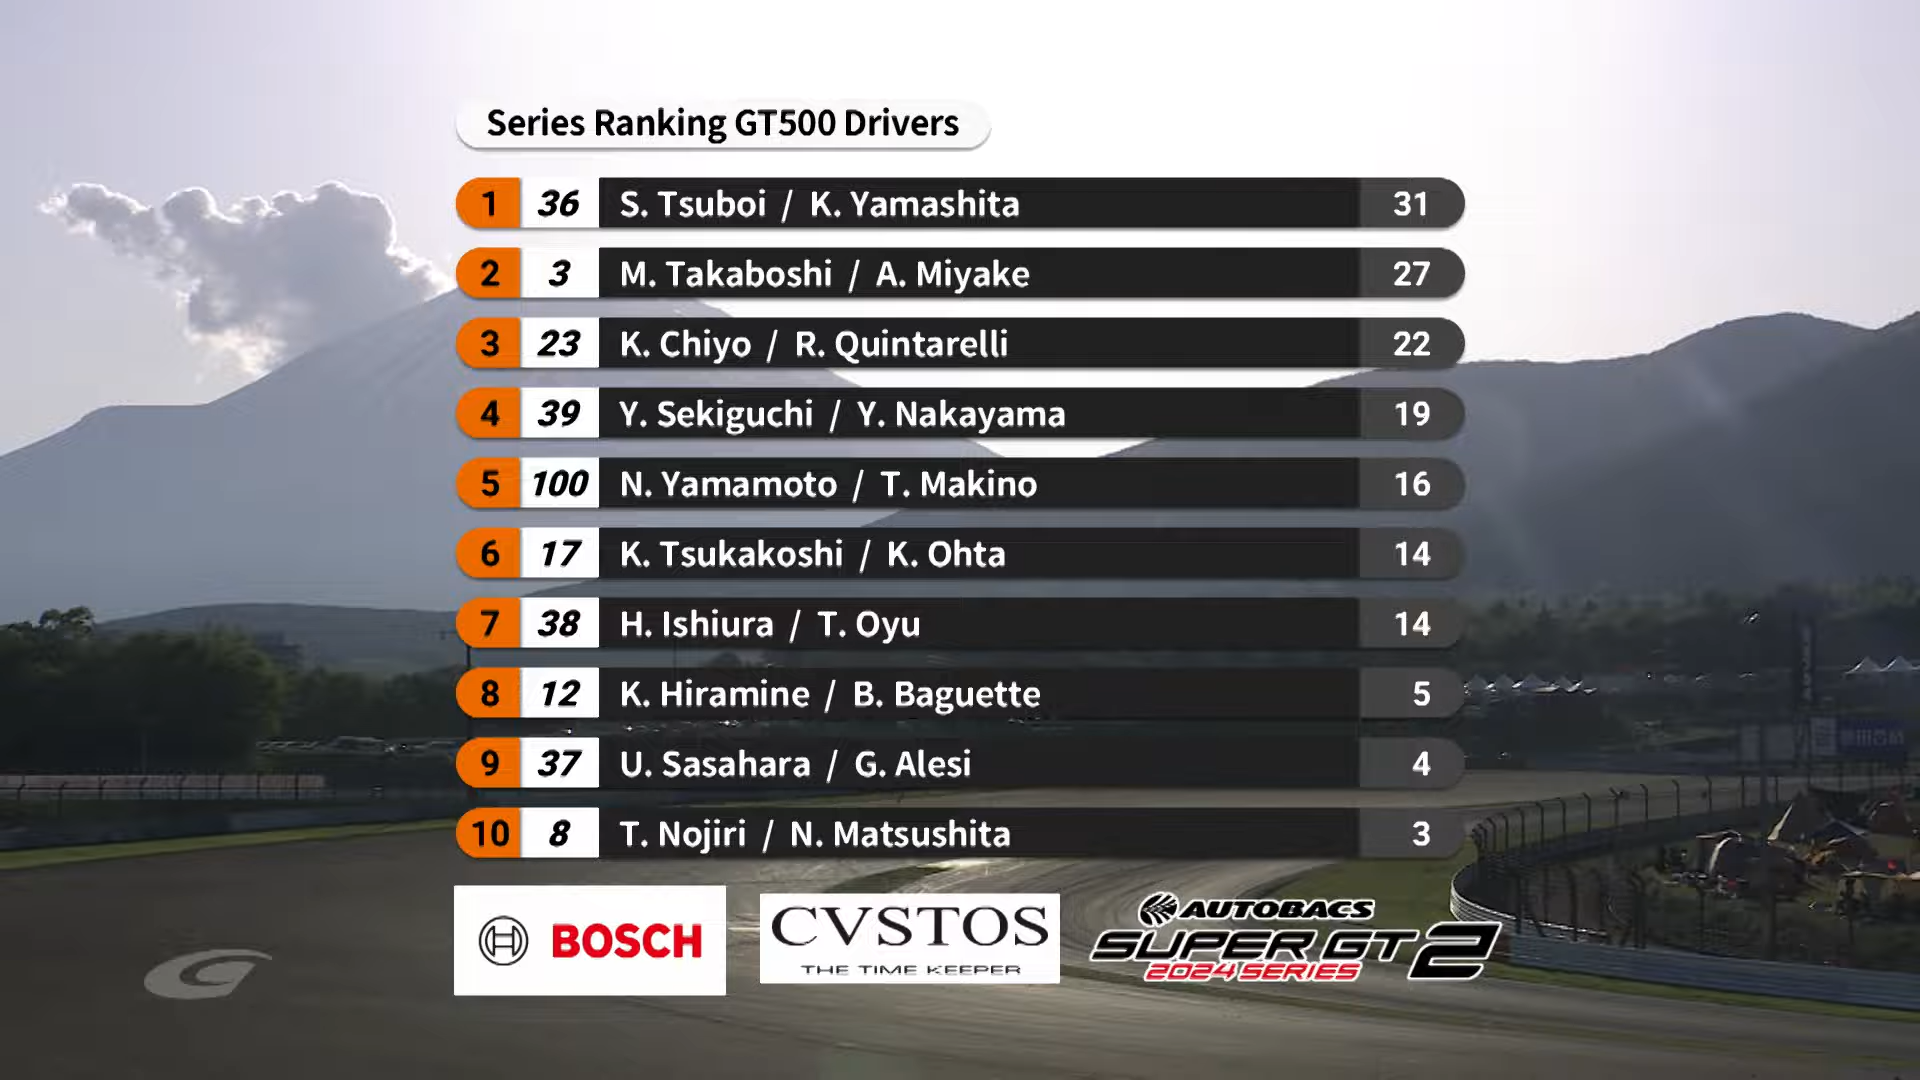 Series Ranking GT500 Drivers
1 36 S. Tsuboi / K. Yamashita 31
2 3 M. Takaboshi / A. Miyake 27
3 23 K. Chiyo / R. Quintarelli 22
4 39 Y. Sekiguchi / Y. Nakayama 19
5 100 N. Yamamoto / T. Makino 16
6 17 K. Tsukakoshi / K. Ohta 14
7 38 H. Ishiura / T. Oyu 14
8 12 K. Hiramine / B. Baguette 5
9 37 U. Sasahara / G. Alesi 4
10 8 T. Nojiri / N. Matsushita 3
BOSCH
CVSTOS
THE TIME KEEPER
AUTOBACS
SUPER GT 2
2024 SERIES